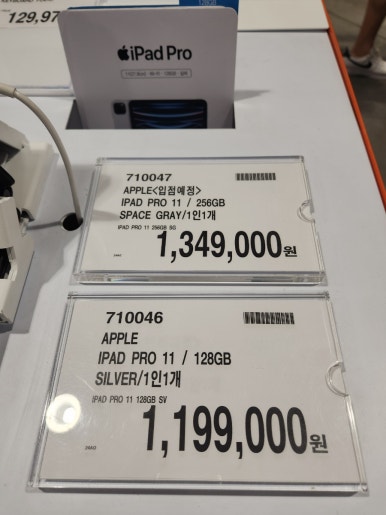 129,97
iPad Pro
710047
APPLE<입점예정>
IPAD PRO 11 / 256GB
SPACE GRAY/1인1개
IPAD PRO 11 256GB SG
1,349,000원
710046
APPLE
IPAD PRO 11 / 128GB
SILVER/1인1개
IPAD PRO 11 128GB SV
1,199,000원